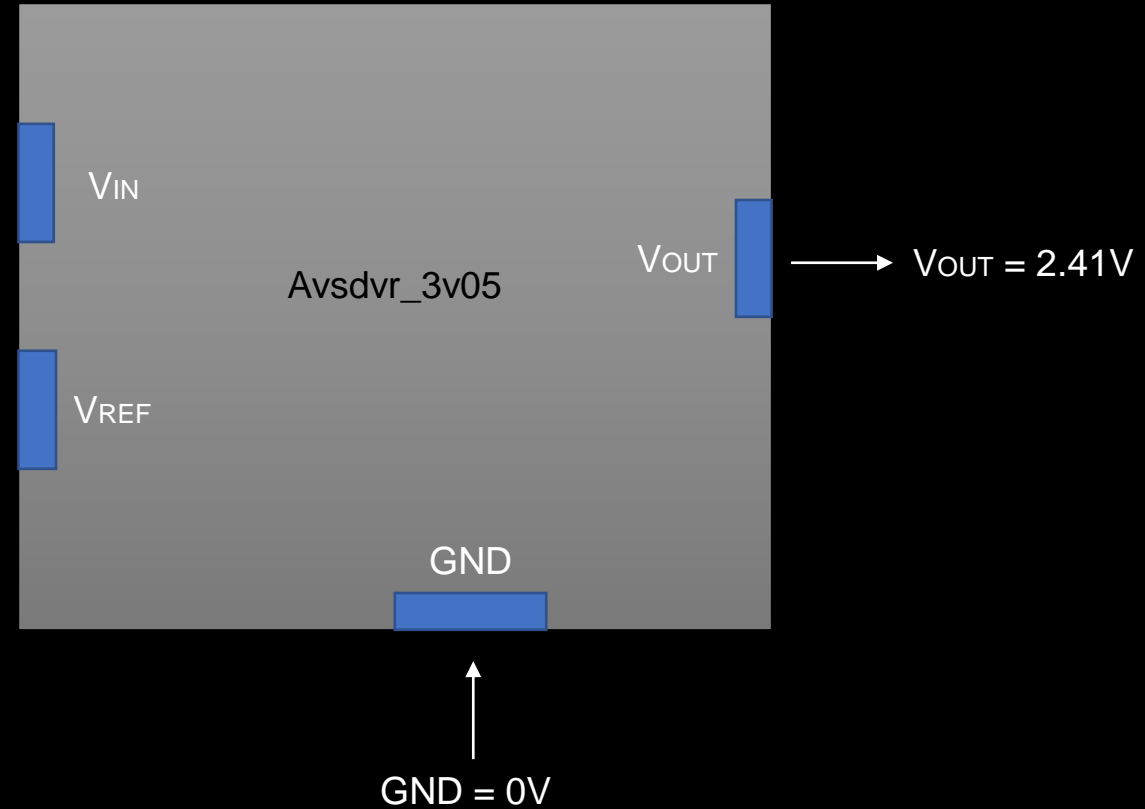 VIN
VOUT
VOUT = 2.41V
Avsdvr_3v05
VREF
GND
GND = 0V